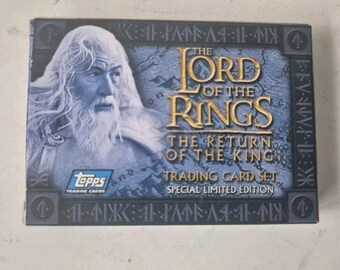 THE
LORD
OF THE
RINGS
THE RETURN
OF THE KING
TRADING CARD SET
SPECIAL LIMITED EDITION
Topps
TRADING CARDS